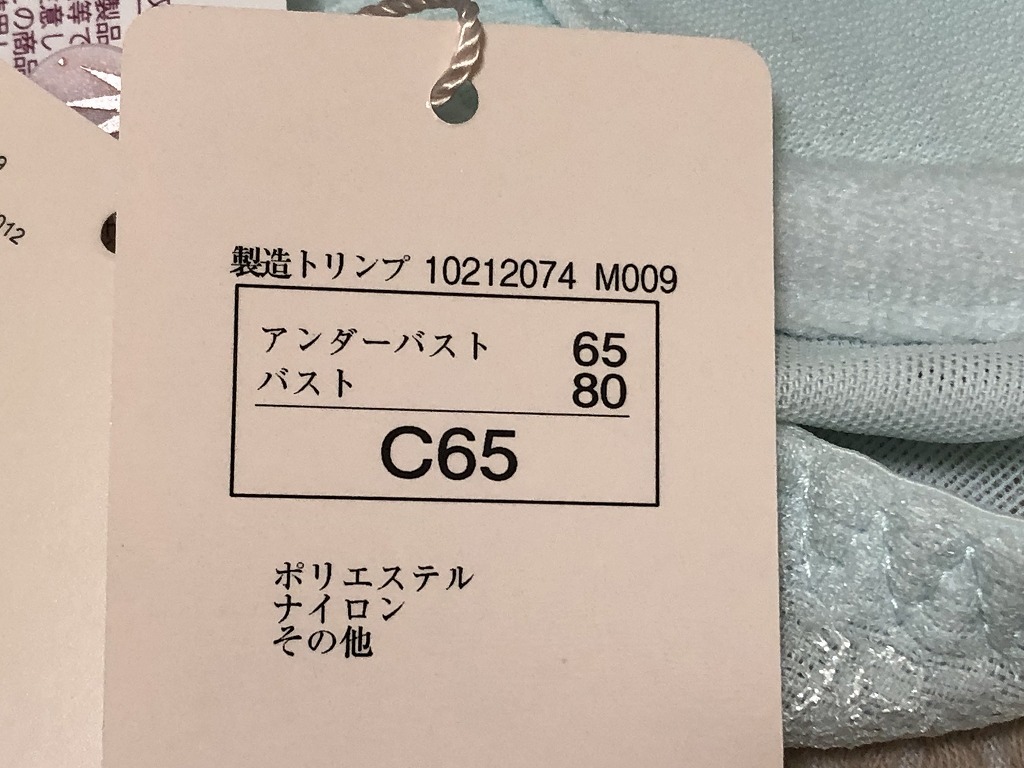 製造トリンプ 10212074 M009
アンダーバスト 65
バスト 80
C65
ポリエステル
ナイロン
その他
012